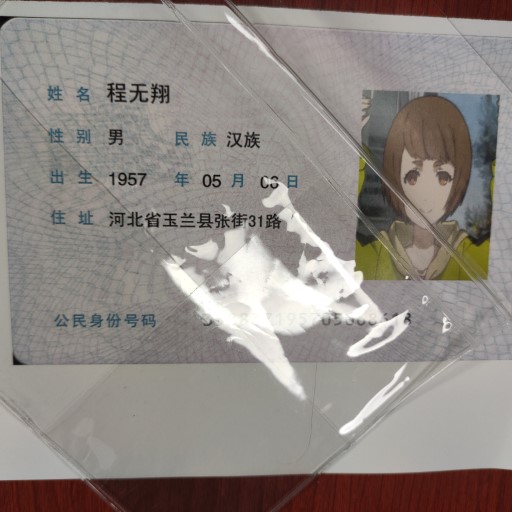 姓名 程无翔
性别 男 民族 汉族
出生 1957 年 05 月 03 日
住址 河北省玉兰县张街31路
公民身份号码